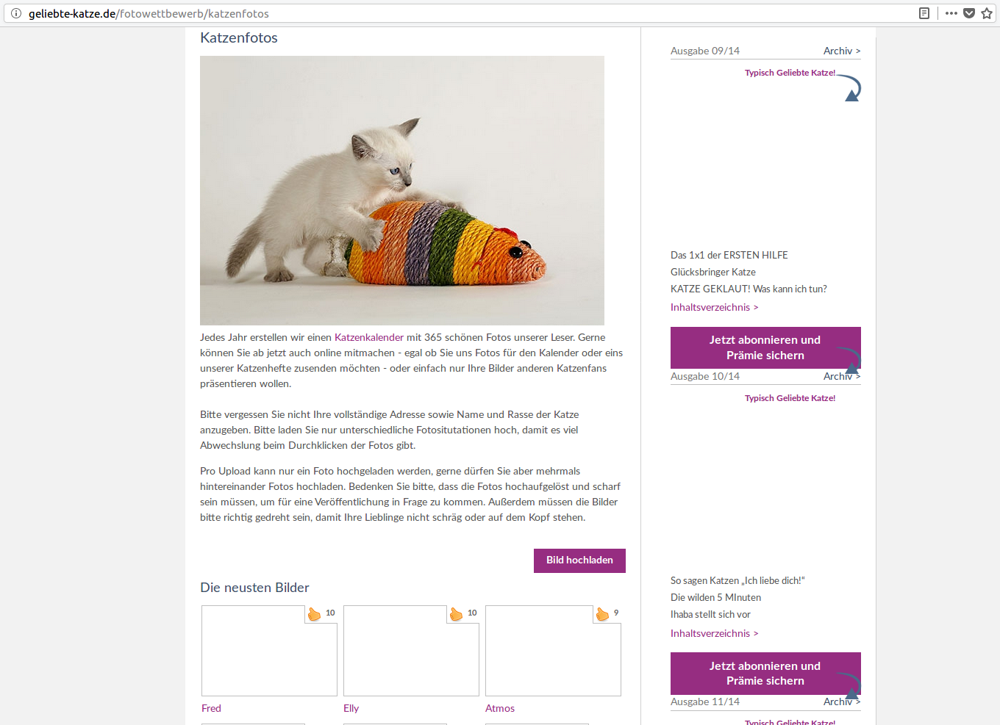 geliebte-katze.de/fotowettbewerb/katzenfotos
Katzenfotos
Jedes Jahr erstellen wir einen Katzenkalender mit 365 schönen Fotos unserer Leser. Gerne
können Sie ab jetzt auch online mitmachen - egal ob Sie uns Fotos für den Kalender oder eins
unserer Katzenhefte zusenden möchten - oder einfach nur Ihre Bilder anderen Katzenfans
präsentieren wollen.
Bitte vergessen Sie nicht Ihre vollständige Adresse sowie Name und Rasse der Katze
anzugeben. Bitte laden Sie nur unterschiedliche Fotositutationen hoch, damit es viel
Abwechslung beim Durchklicken der Fotos gibt.
Pro Upload kann nur ein Foto hochgeladen werden, gerne dürfen Sie aber mehrmals
hintereinander Fotos hochladen. Bedenken Sie bitte, dass die Fotos hochaufgelöst und scharf
sein müssen, um für eine Veröffentlichung in Frage zu kommen. Außerdem müssen die Bilder
bitte richtig gedreht sein, damit Ihre Lieblinge nicht schräg oder auf dem Kopf stehen.
Bild hochladen
Die neusten Bilder
10
10
9
Fred
Elly
Atmos
Ausgabe 09/14 Archiv >
Typisch Geliebte Katze!
Das 1x1 der ERSTEN HILFE
Glücksbringer Katze
KATZE GEKLAUT! Was kann ich tun?
Inhaltsverzeichnis >
Jetzt abonnieren und
Prämie sichern
Ausgabe 10/14 Archiv >
Typisch Geliebte Katze!
So sagen Katzen „Ich liebe dich!“
Die wilden 5 MInuten
Ihaba stellt sich vor
Inhaltsverzeichnis >
Jetzt abonnieren und
Prämie sichern
Ausgabe 11/14 Archiv >
Typisch Geliebte Katze!